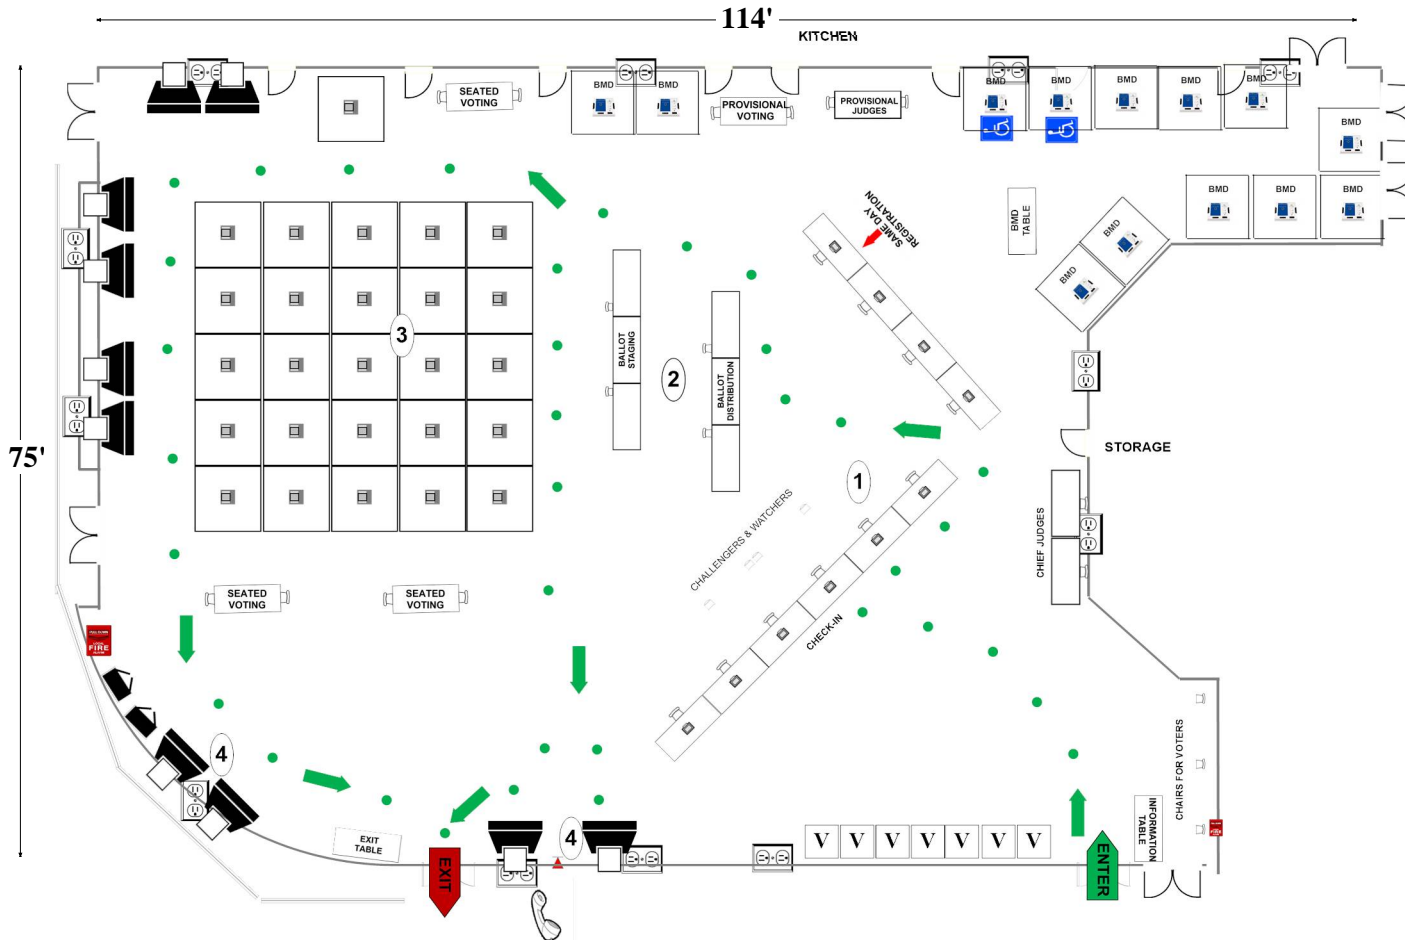 114'
KITCHEN
BMD
BMD
SEATED
VOTING
PROVISIONAL
VOTING
PROVISIONAL
JUDGES
BMD
BMD
BMD
BMD
BMD
BMD
BMD
BMD
BMD
SAME DAY
REGISTRATION
BMD
TABLE
BMD
BMD
3
BALLOT
STAGING
2
BALLOT
DISTRIBUTION
75'
STORAGE
1
CHALLENGERS & WATCHERS
CHIEF JUDGES
SEATED
VOTING
SEATED
VOTING
CHECK-IN
FIRE
4
CHAIRS FOR VOTERS
EXIT
TABLE
4
V V V V V V V
INFORMATION
TABLE
EXIT
ENTER